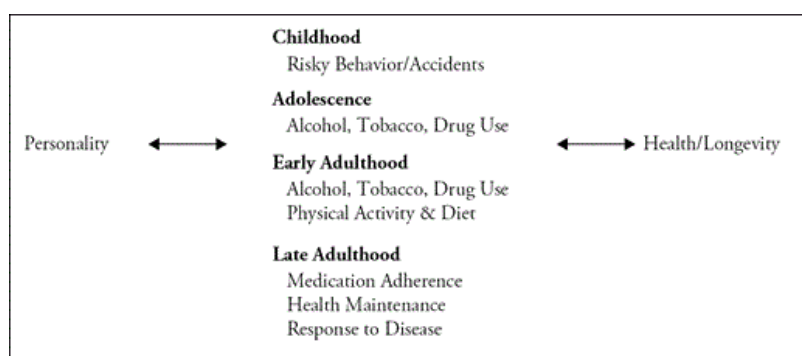 Childhood
Risky Behavior/Accidents
Adolescence
Alcohol, Tobacco, Drug Use
Personality
Health/Longevity
Early Adulthood
Alcohol, Tobacco, Drug Use
Physical Activity & Diet
Late Adulthood
Medication Adherence
Health Maintenance
Response to Disease